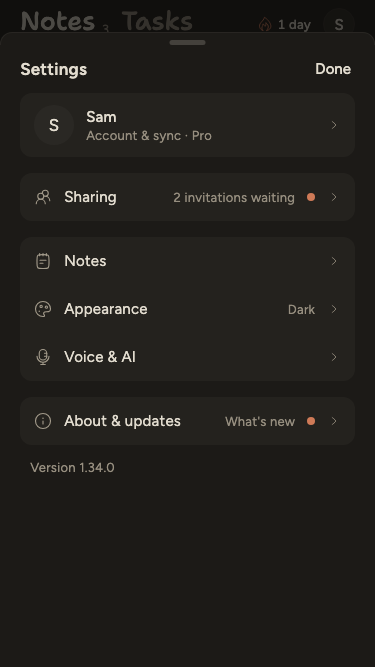 Notes 3 Tasks
1 day
S
Settings
Done
S
Sam
Account & sync · Pro
Sharing
2 invitations waiting
Notes
Appearance
Dark
Voice & AI
About & updates
What's new
Version 1.34.0